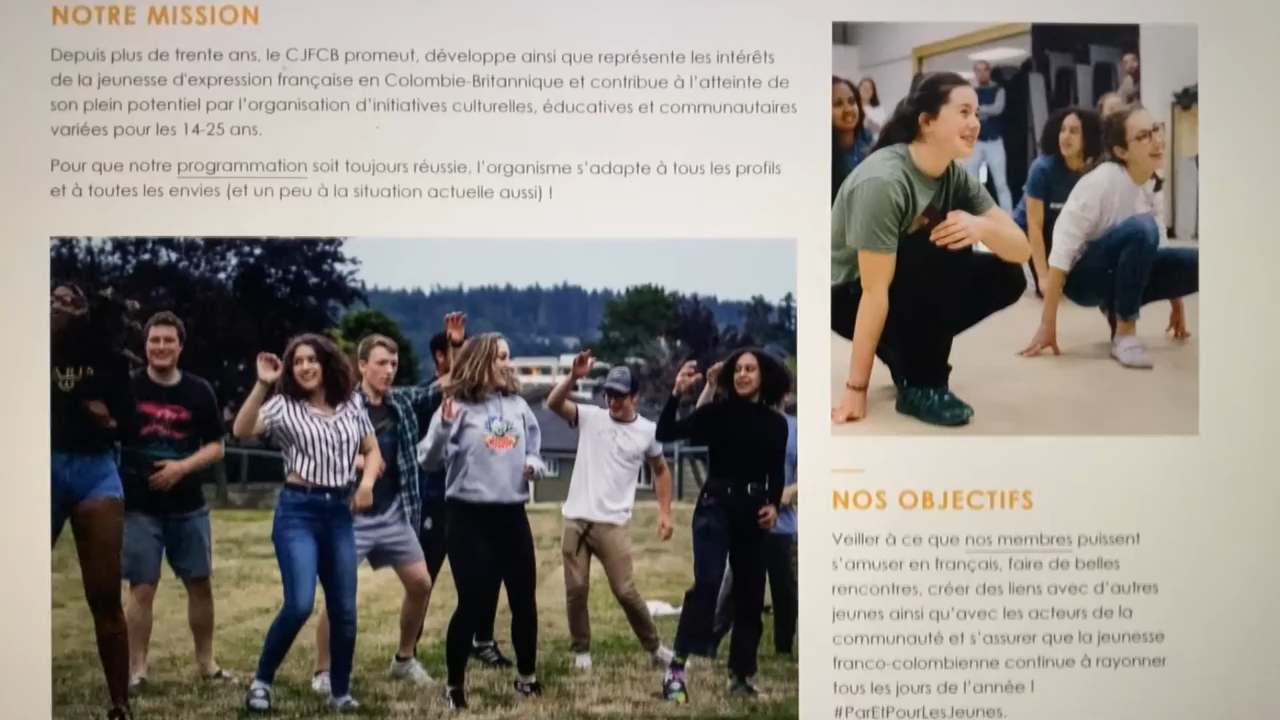 NOTRE MISSION
Depuis plus de trente ans, le CJFCB promeut, développe ainsi que représente les intérêts
de la jeunesse d'expression française en Colombie-Britannique et contribue à l'atteinte de
son plein potentiel par l'organisation d'initiatives culturelles, éducatives et communautaires
variées pour les 14-25 ans.
Pour que notre programmation soit toujours réussie, l'organisme s'adapte à tous les profils
et à toutes les envies (et un peu à la situation actuelle aussi) !
NOS OBJECTIFS
Veiller à ce que nos membres puissent
s'amuser en français, faire de belles
rencontres, créer des liens avec d'autres
jeunes ainsi qu'avec les acteurs de la
communauté et s'assurer que la jeunesse
franco-colombienne continue à rayonner
tous les jours de l'année !
#ParEtPourLesJeunes.